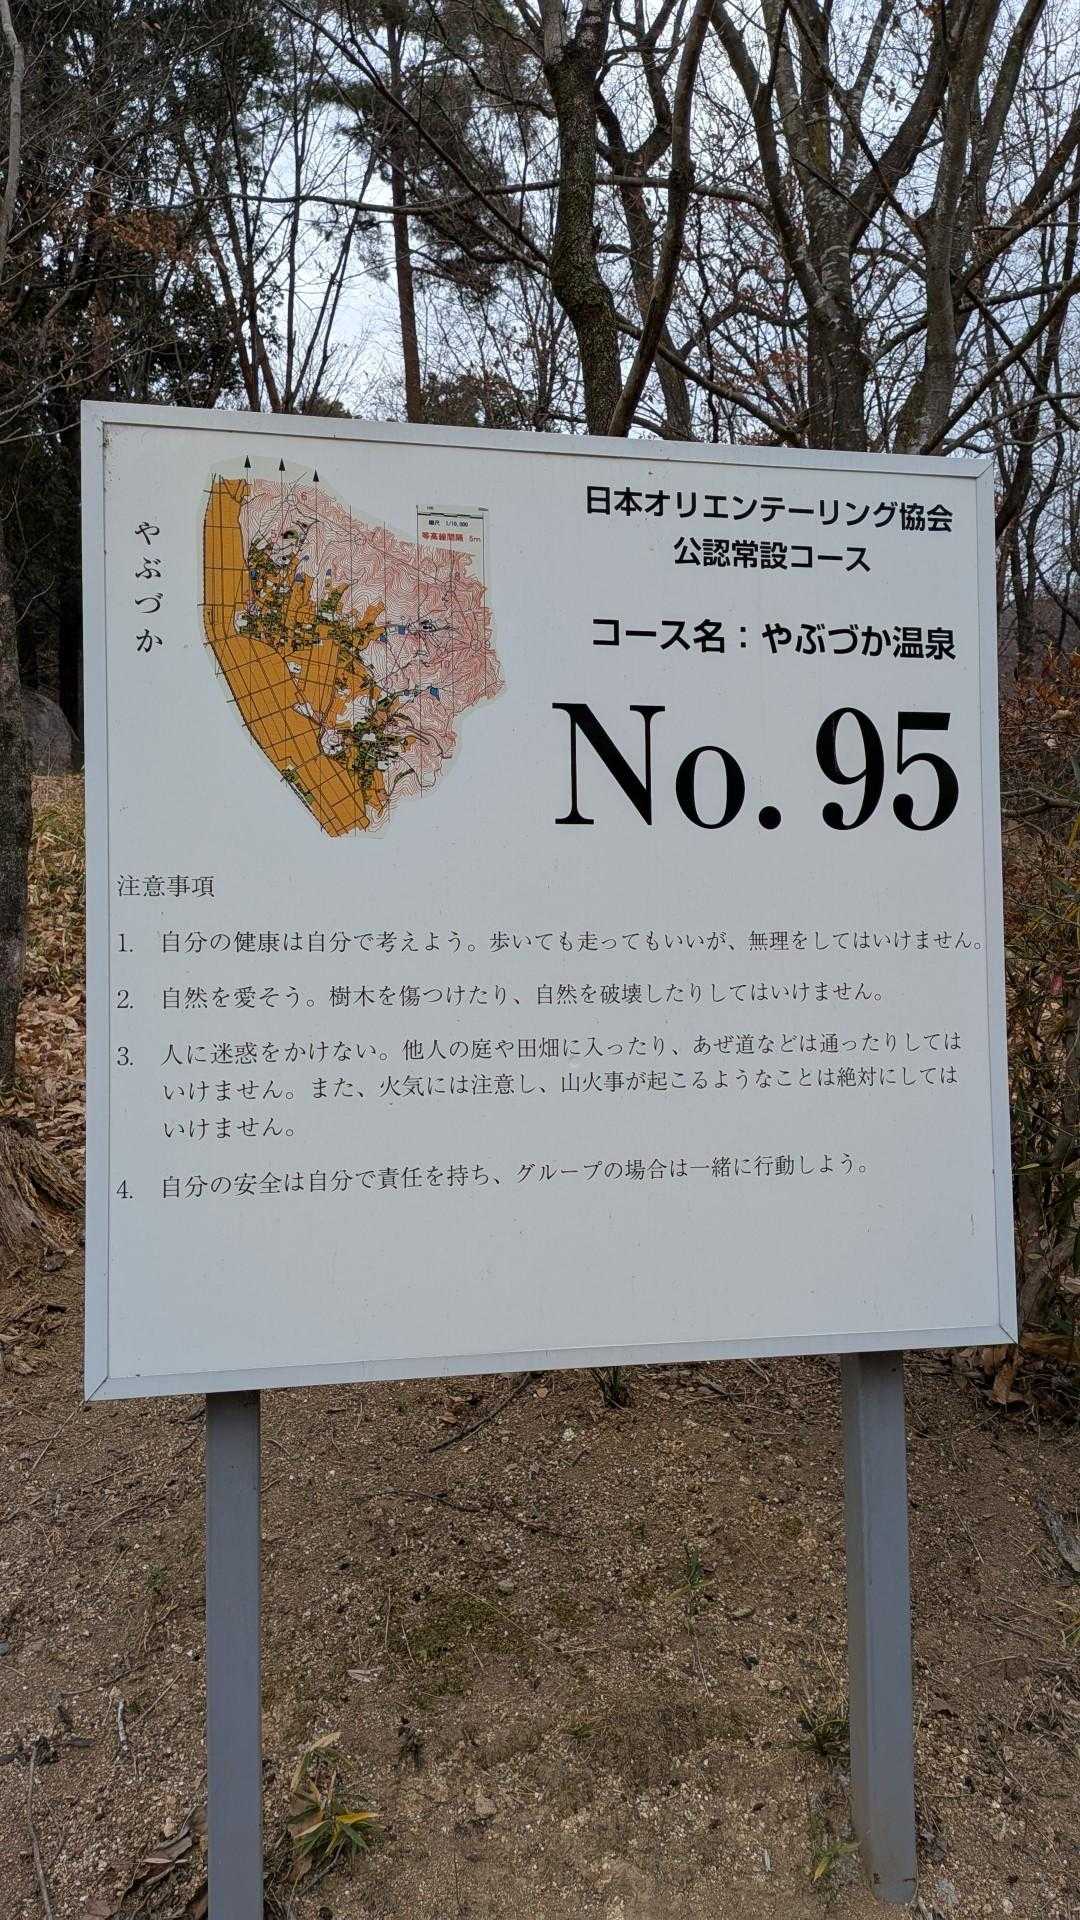 やぶづか
縮尺 1/10,000
等高線間隔 5m
日本オリエンテーリング協会
公認常設コース
コース名：やぶづか温泉
No. 95
注意事項
1. 自分の健康は自分で考えよう。歩いても走ってもいいが、無理をしてはいけません。
2. 自然を愛そう。樹木を傷つけたり、自然を破壊したりしてはいけません。
3. 人に迷惑をかけない。他人の庭や田畑に入ったり、あぜ道などは通ったりしては
いけません。また、火気には注意し、山火事が起こるようなことは絶対にしては
いけません。
4. 自分の安全は自分で責任を持ち、グループの場合は一緒に行動しよう。